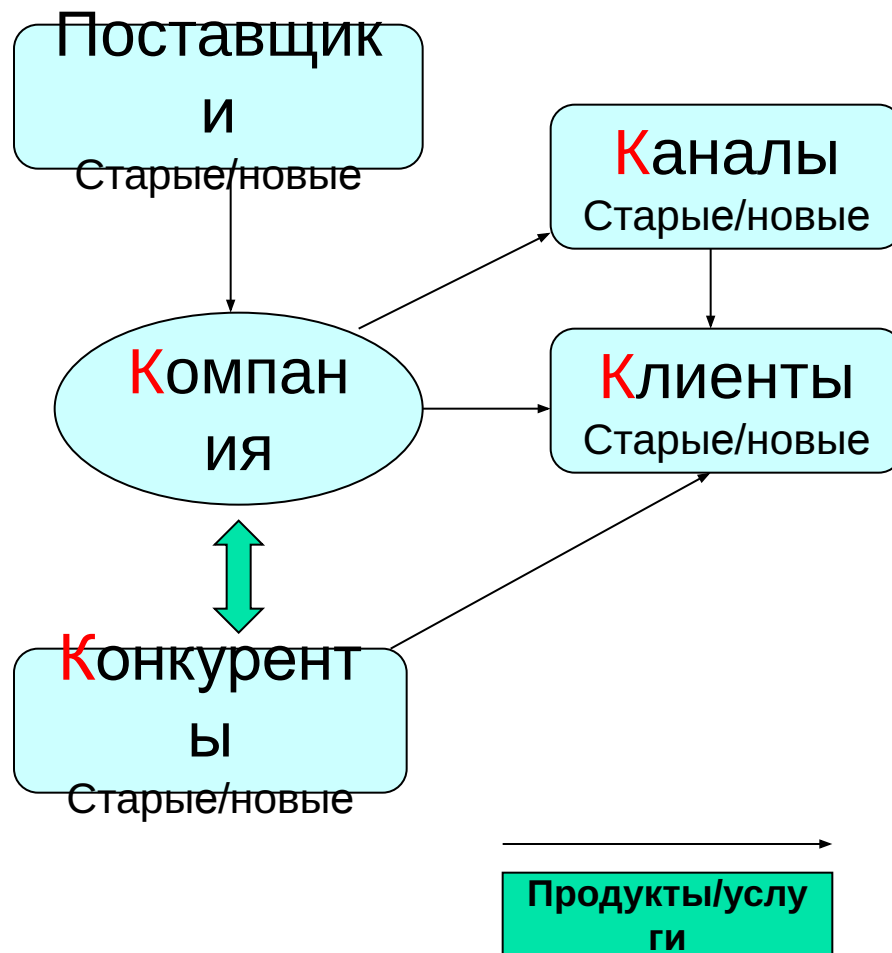 Поставщик
и
Старые/новые
Каналы
Старые/новые
Компан
ия
Клиенты
Старые/новые
Конкурент
ы
Старые/новые
Продукты/услу
ги